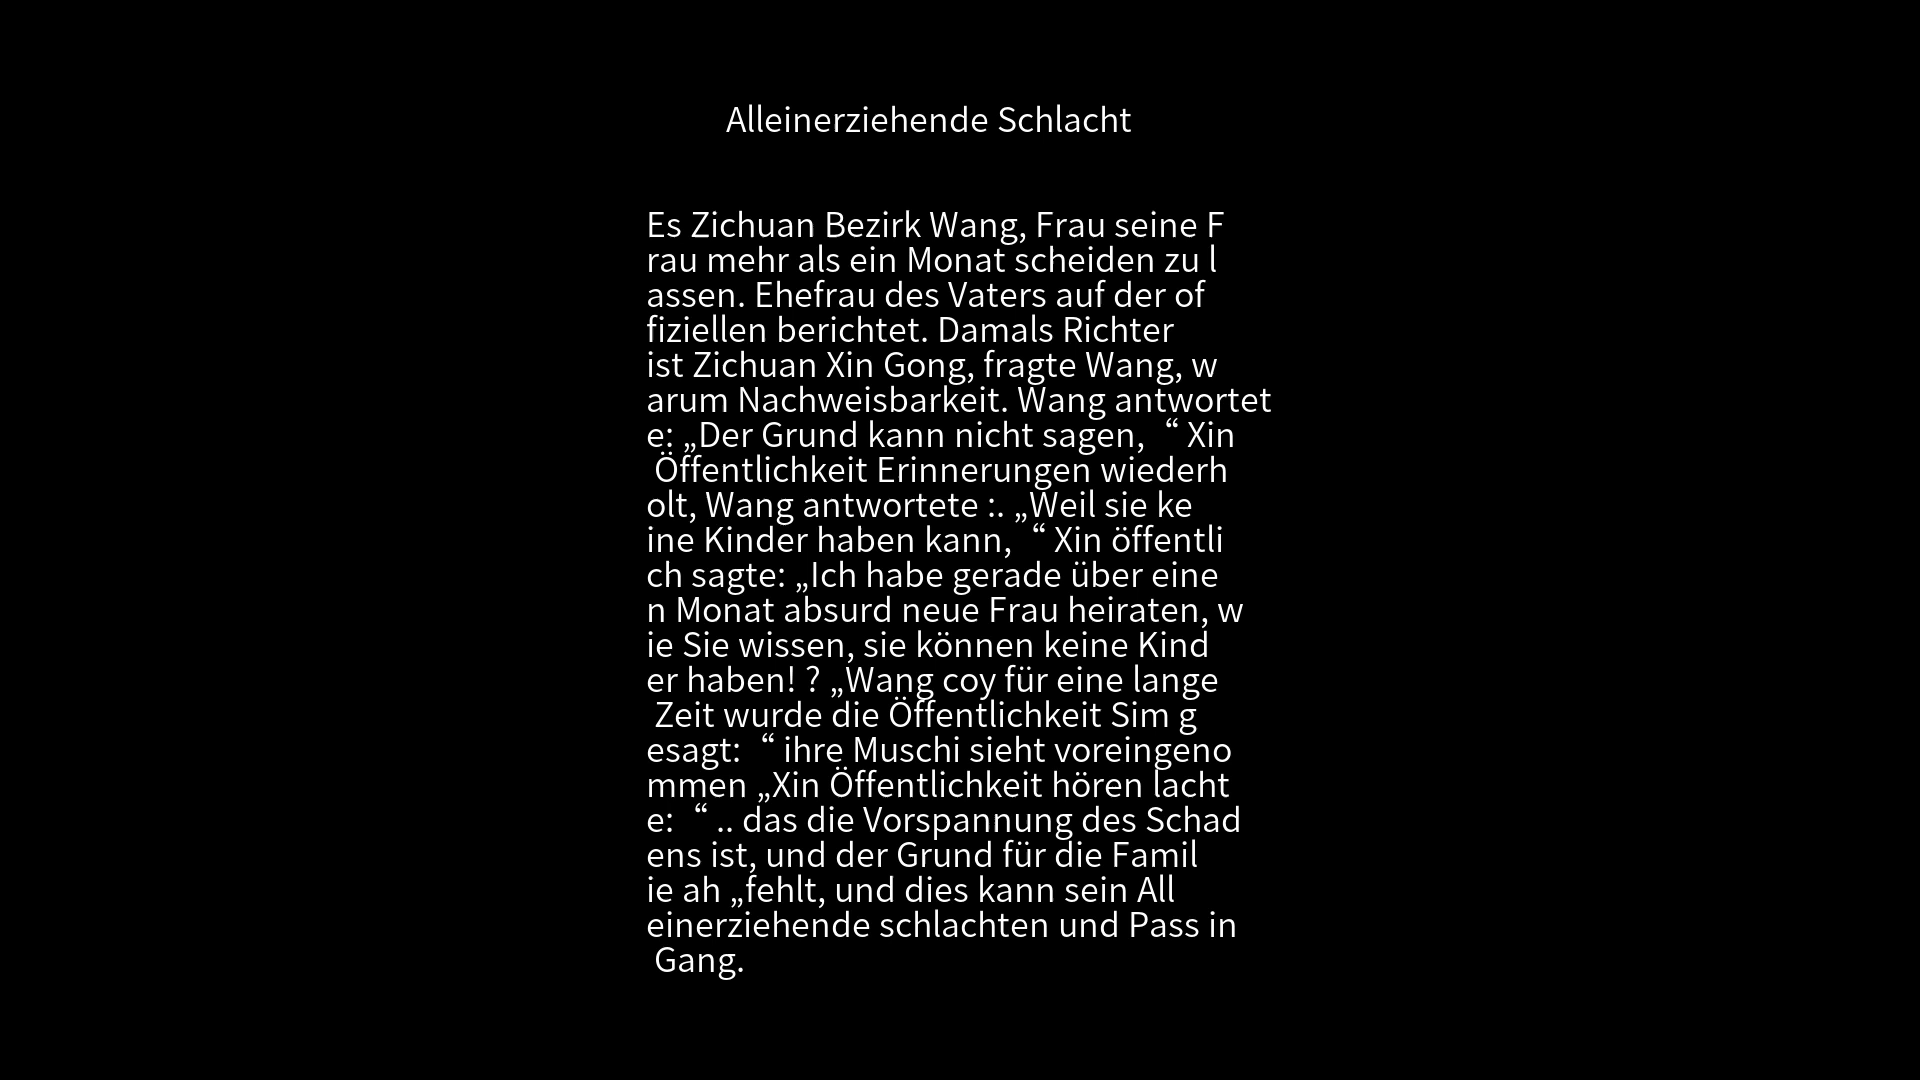 Alleinerziehende Schlacht
Es Zichuan Bezirk Wang, Frau seine F
rau mehr als ein Monat scheiden zu l
assen. Ehefrau des Vaters auf der of
fiziellen berichtet. Damals Richter
ist Zichuan Xin Gong, fragte Wang, w
arum Nachweisbarkeit. Wang antwortet
e: „Der Grund kann nicht sagen, “ Xin
Öffentlichkeit Erinnerungen wiederh
olt, Wang antwortete :. „Weil sie ke
ine Kinder haben kann, “ Xin öffentli
ch sagte: „Ich habe gerade über eine
n Monat absurd neue Frau heiraten, w
ie Sie wissen, sie können keine Kind
er haben! ? „Wang coy für eine lange
Zeit wurde die Öffentlichkeit Sim g
esagt: “ ihre Muschi sieht voreingeno
mmen „Xin Öffentlichkeit hören lacht
e: “ .. das die Vorspannung des Schad
ens ist, und der Grund für die Famil
ie ah „fehlt, und dies kann sein All
einerziehende schlachten und Pass in
Gang.